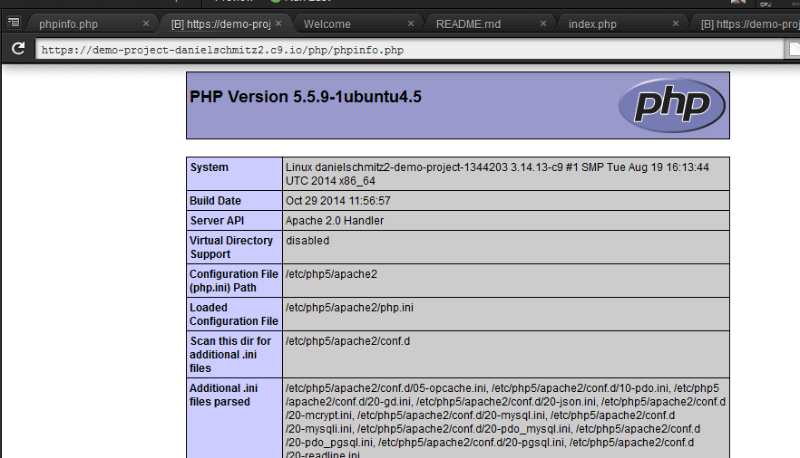 Preview
Run Last
CPU
phpinfo.php
[B] https://demo-proj
Welcome
README.md
index.php
[B] https://demo-proj
https://demo-project-danielschmitz2.c9.io/php/phpinfo.php
PHP Version 5.5.9-1ubuntu4.5
php
System
Linux danielschmitz2-demo-project-1344203 3.14.13-c9 #1 SMP Tue Aug 19 16:13:44
UTC 2014 x86_64
Build Date
Oct 29 2014 11:56:57
Server API
Apache 2.0 Handler
Virtual Directory
Support
disabled
Configuration File
(php.ini) Path
/etc/php5/apache2
Loaded
Configuration File
/etc/php5/apache2/php.ini
Scan this dir for
additional .ini
files
/etc/php5/apache2/conf.d
Additional .ini
files parsed
/etc/php5/apache2/conf.d/05-opcache.ini, /etc/php5/apache2/conf.d/10-pdo.ini, /etc/php5
/apache2/conf.d/20-gd.ini, /etc/php5/apache2/conf.d/20-json.ini, /etc/php5/apache2/conf.d
/20-mcrypt.ini, /etc/php5/apache2/conf.d/20-mysql.ini, /etc/php5/apache2/conf.d
/20-mysqli.ini, /etc/php5/apache2/conf.d/20-pdo_mysql.ini, /etc/php5/apache2/conf.d
/20-pdo_pgsql.ini, /etc/php5/apache2/conf.d/20-pgsql.ini, /etc/php5/apache2/conf.d
/20-readline.ini